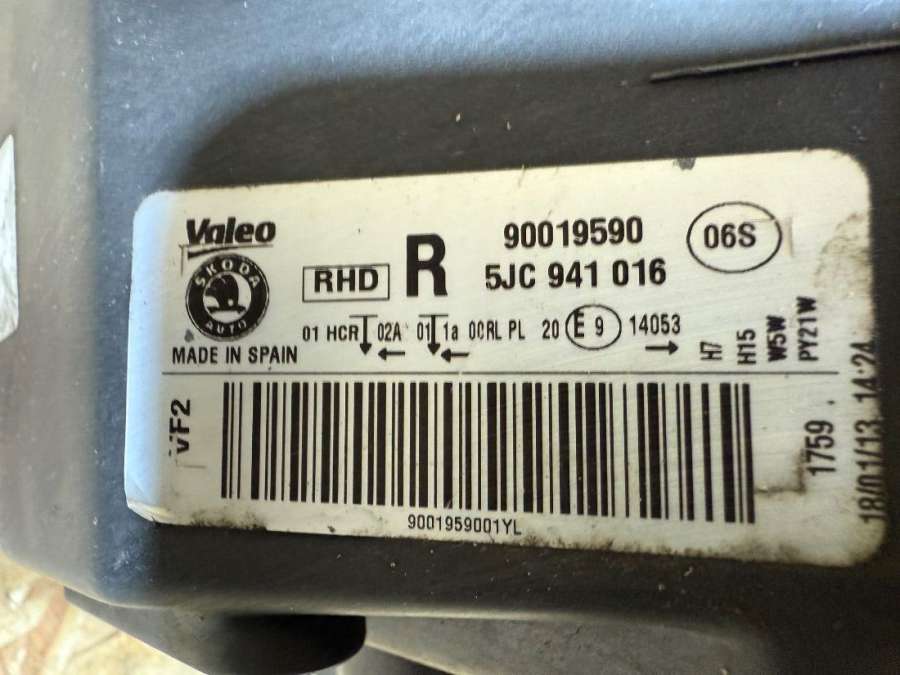 Valeo
SKODA
AUTO
MADE IN SPAIN
RHD
R
90019590
5JC 941 016
06S
01 HCR 02A 01 1a 00RL PL 20 E 9 14053
H7
H15
W5W
PY21W
VF2
9001959001YL
1759
18/01/13 14:24